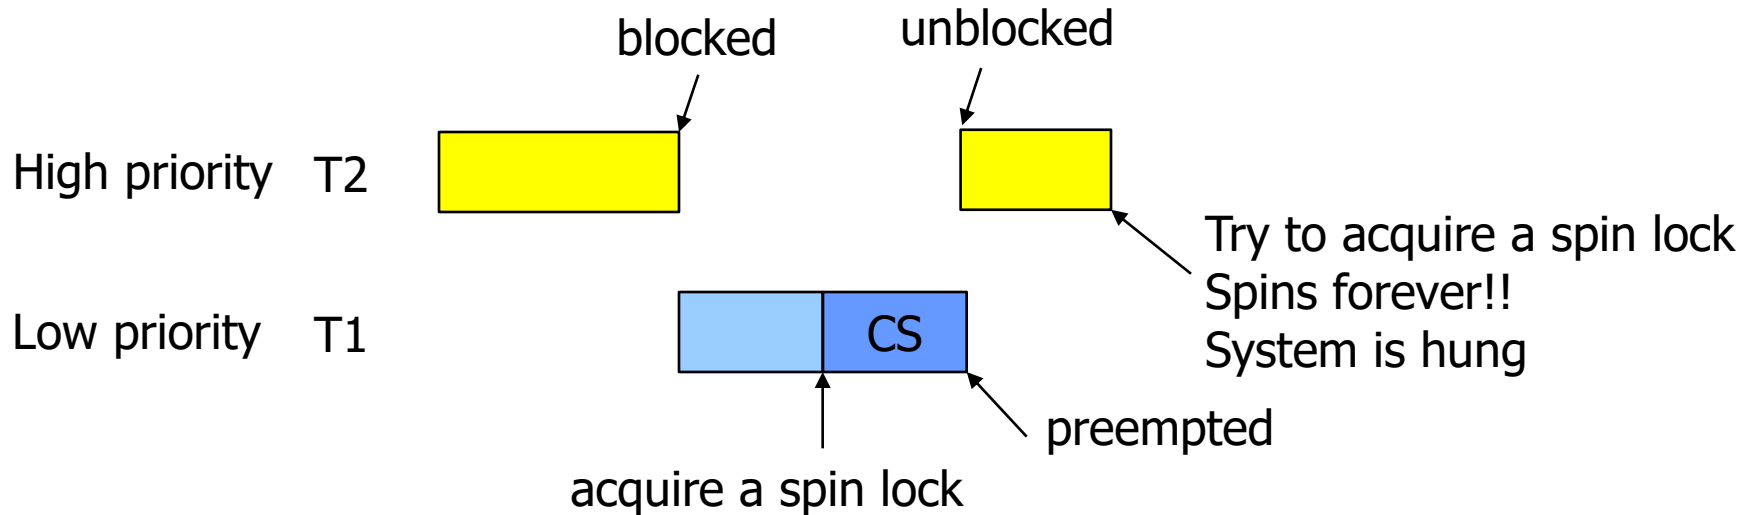 blocked
unblocked
High priority T2
Try to acquire a spin lock
Spins forever!!
System is hung
Low priority T1
CS
preempted
acquire a spin lock